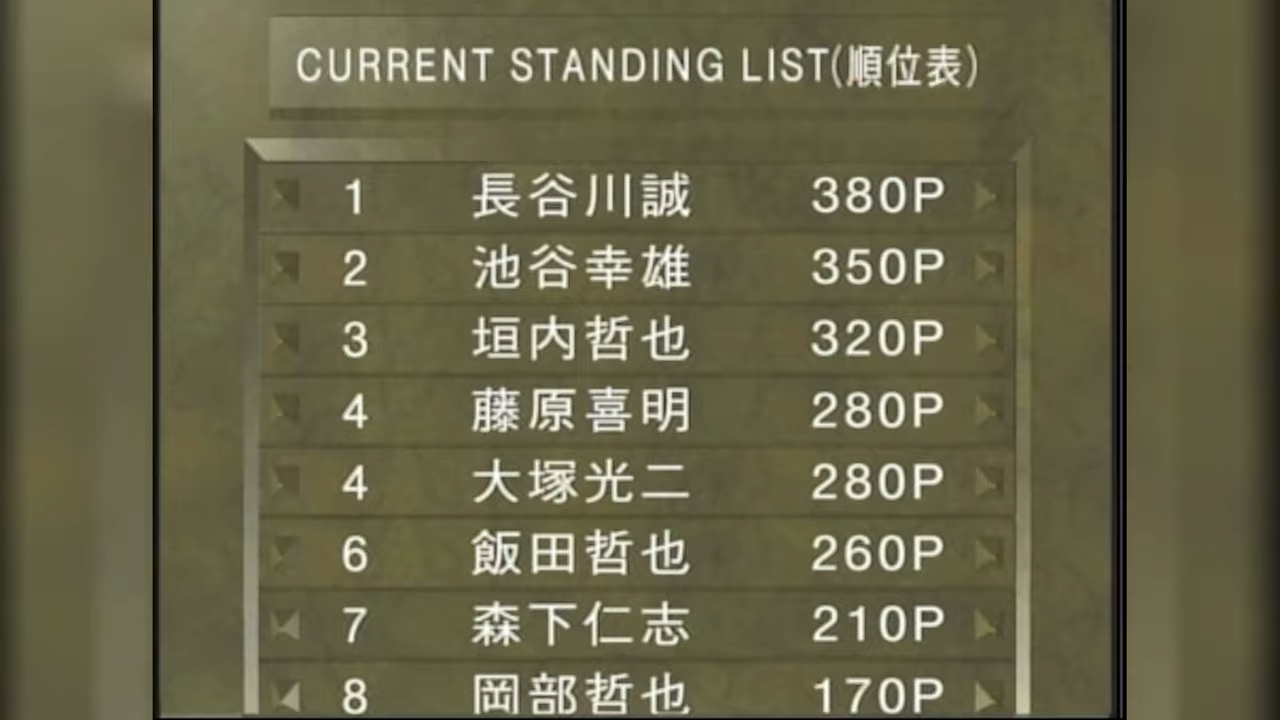 CURRENT STANDING LIST(順位表)
1 長谷川誠 380P
2 池谷幸雄 350P
3 垣内哲也 320P
4 藤原喜明 280P
4 大塚光二 280P
6 飯田哲也 260P
7 森下仁志 210P
8 岡部哲也 170P